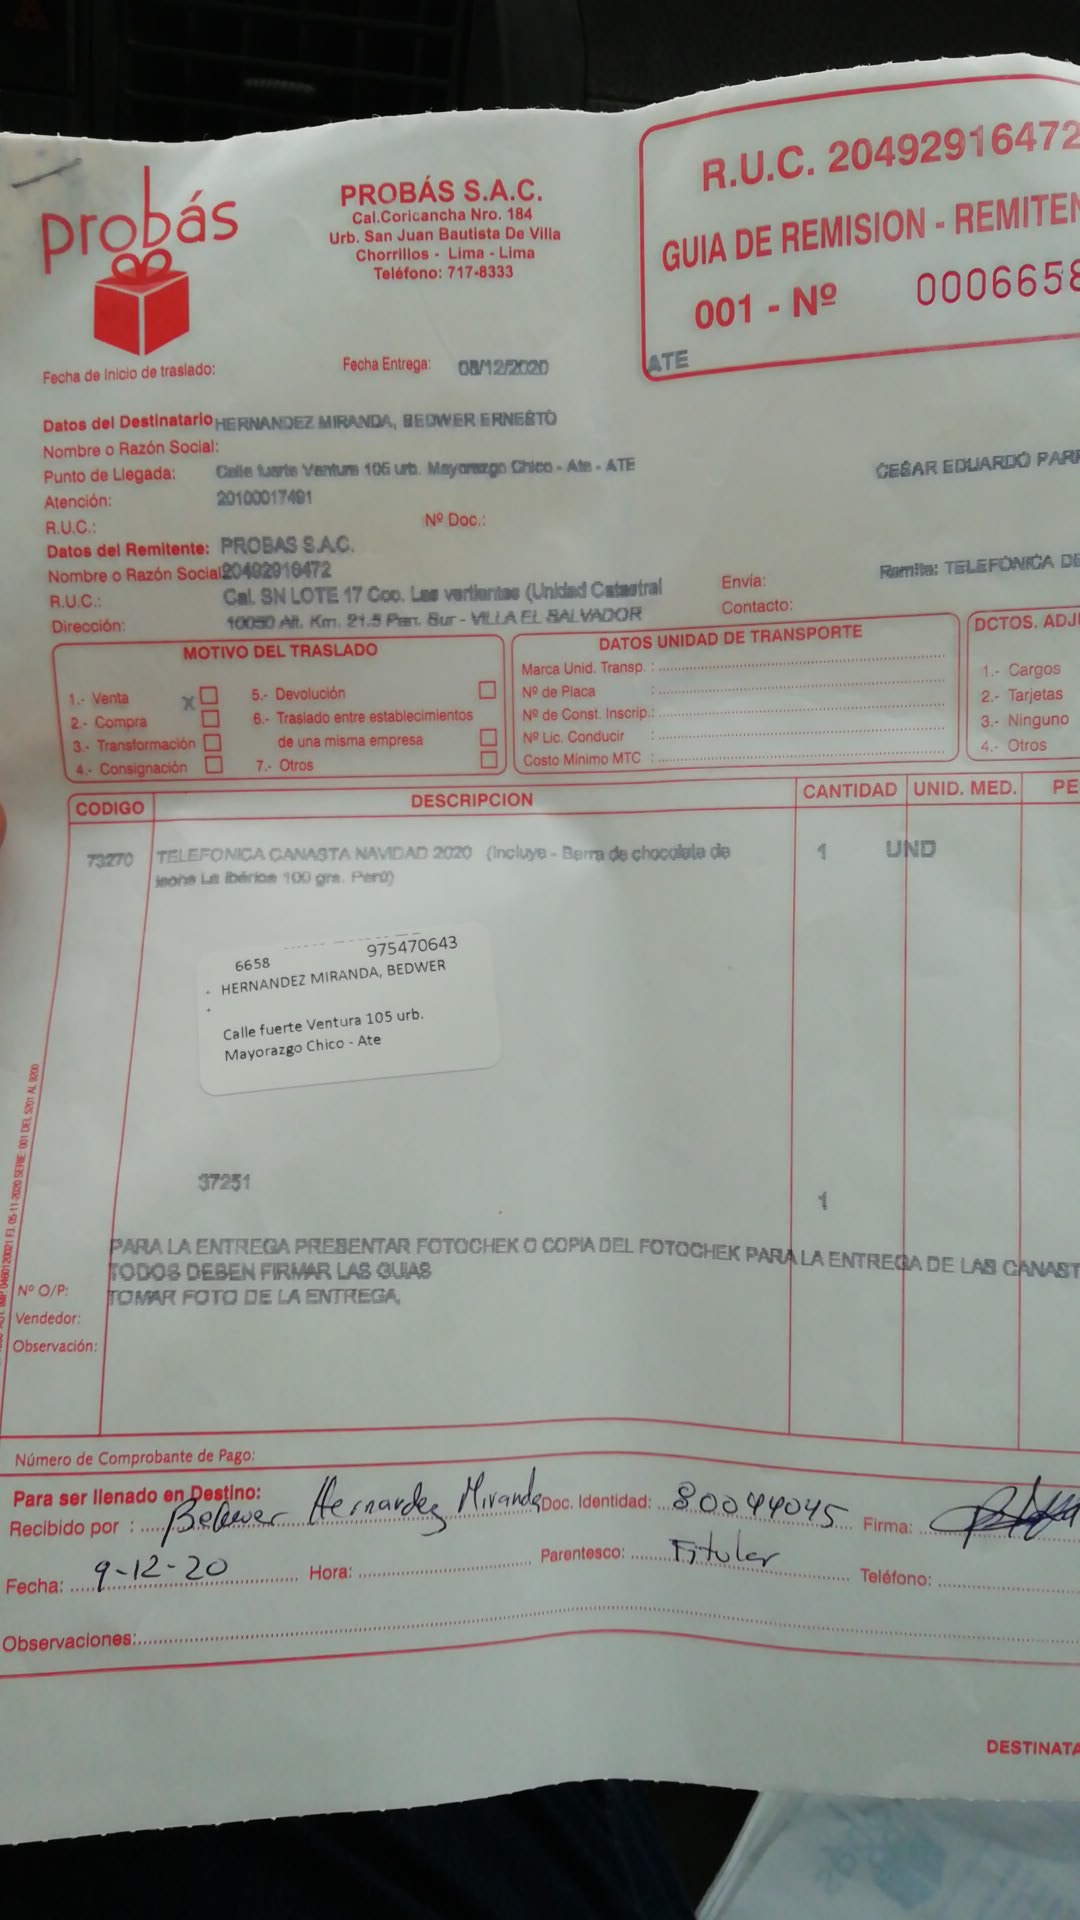 probás
PROBÁS S.A.C.
Cal.Coricancha Nro. 184
Urb. San Juan Bautista De Villa
Chorrillos - Lima - Lima
Teléfono: 717-8333
R.U.C. 20492916472
GUIA DE REMISION - REMITEN
001 - Nº 0006658
ATE
Fecha de Inicio de traslado:
Fecha Entrega: 08/12/2020
Datos del Destinatario HERNANDEZ MIRANDA, BEDWER ERNESTO
Nombre o Razón Social:
Punto de Llegada: Calle fuerte Ventura 105 urb. Mayorazgo Chico - Ate - ATE
CESAR EDUARDO PARR
Atención: 20100017491
R.U.C.: Nº Doc.:
Datos del Remitente: PROBAS S.A.C.
Nombre o Razón Social 20492916472
R.U.C.: Cal. SN LOTE 17 Coo. Las vertientes (Unidad Catastral
Envía: Remite: TELEFONICA DE
Dirección: 10050 Alt. Km. 21.5 Pan. Sur - VILLA EL SALVADOR
Contacto:
MOTIVO DEL TRASLADO
1.- Venta X
2.- Compra
3.- Transformación
4.- Consignación
5.- Devolución
6.- Traslado entre establecimientos
de una misma empresa
7.- Otros
DATOS UNIDAD DE TRANSPORTE
Marca Unid. Transp. :
Nº de Placa :
Nº de Const. Inscrip.:
Nº Lic. Conducir :
Costo Mínimo MTC :
DCTOS. ADJ
1.- Cargos
2.- Tarjetas
3.- Ninguno
4.- Otros
CODIGO DESCRIPCION CANTIDAD UNID. MED. PE
73270 TELEFONICA CANASTA NAVIDAD 2020 (Incluye - Barra de chocolate de 1 UND
leche La Ibérica 100 grs. Perú)
6658 975470643
HERNANDEZ MIRANDA, BEDWER
Calle fuerte Ventura 105 urb.
Mayorazgo Chico - Ate
37251
1
PARA LA ENTREGA PRESENTAR FOTOCHEK O COPIA DEL FOTOCHEK PARA LA ENTREGA DE LAS CANAST
TODOS DEBEN FIRMAR LAS GUIAS
Nº O/P: TOMAR FOTO DE LA ENTREGA,
Vendedor:
Observación:
Número de Comprobante de Pago:
Para ser llenado en Destino:
Recibido por : Bedwer Hernandez Miranda Doc. Identidad: 80044045 Firma:
Fecha: 9-12-20 Hora: Parentesco: Titular Teléfono:
Observaciones:
DESTINATA